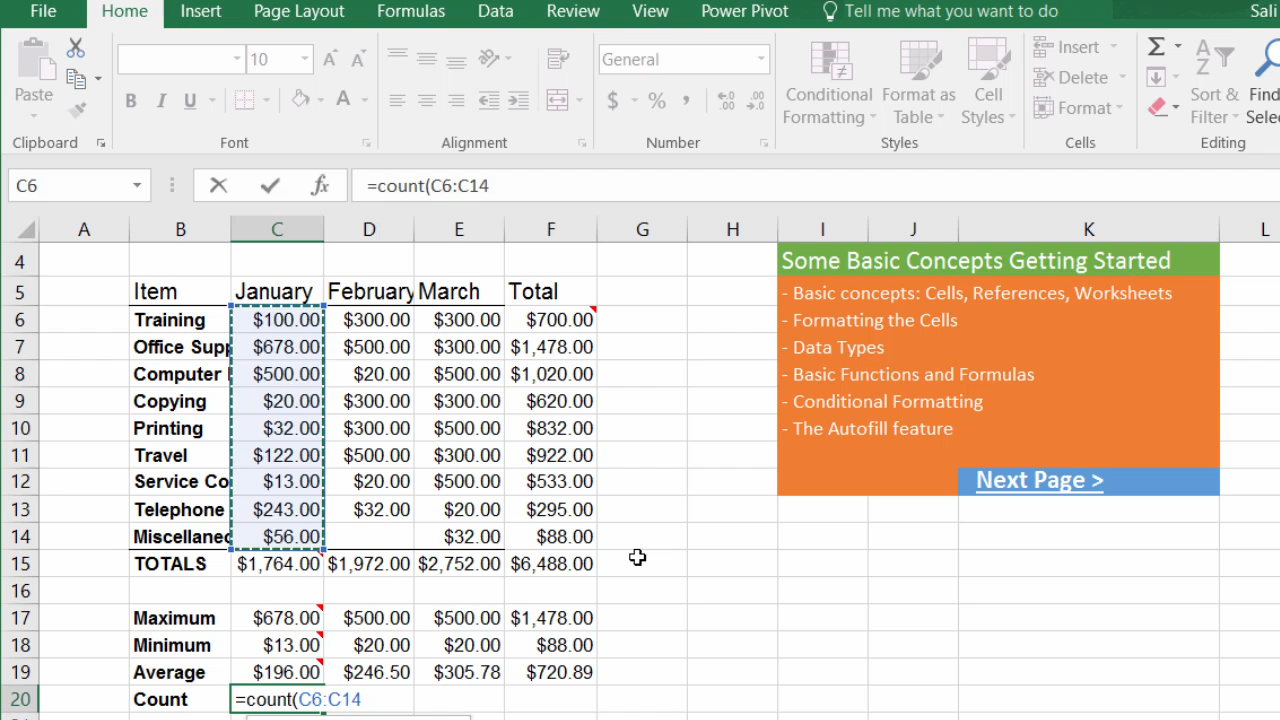 File Home Insert Page Layout Formulas Data Review View Power Pivot Tell me what you want to do Sali
10 A A General Insert Σ A Z
Paste B I U A $ % , .00 .0 Conditional Format as Cell Delete Sort & Find
Formatting Table Styles Format Filter Sele
Clipboard Font Alignment Number Styles Cells Editing
C6 fx =count(C6:C14
A B C D E F G H I J K L
4 Some Basic Concepts Getting Started
5 Item January February March Total - Basic concepts: Cells, References, Worksheets
6 Training $100.00 $300.00 $300.00 $700.00 - Formatting the Cells
7 Office Supp $678.00 $500.00 $300.00 $1,478.00 - Data Types
8 Computer $500.00 $20.00 $500.00 $1,020.00 - Basic Functions and Formulas
9 Copying $20.00 $300.00 $300.00 $620.00 - Conditional Formatting
10 Printing $32.00 $300.00 $500.00 $832.00 - The Autofill feature
11 Travel $122.00 $500.00 $300.00 $922.00
12 Service Co $13.00 $20.00 $500.00 $533.00 Next Page >
13 Telephone $243.00 $32.00 $20.00 $295.00
14 Miscellanec $56.00 $32.00 $88.00
15 TOTALS $1,764.00 $1,972.00 $2,752.00 $6,488.00
16
17 Maximum $678.00 $500.00 $500.00 $1,478.00
18 Minimum $13.00 $20.00 $20.00 $88.00
19 Average $196.00 $246.50 $305.78 $720.89
20 Count =count(C6:C14